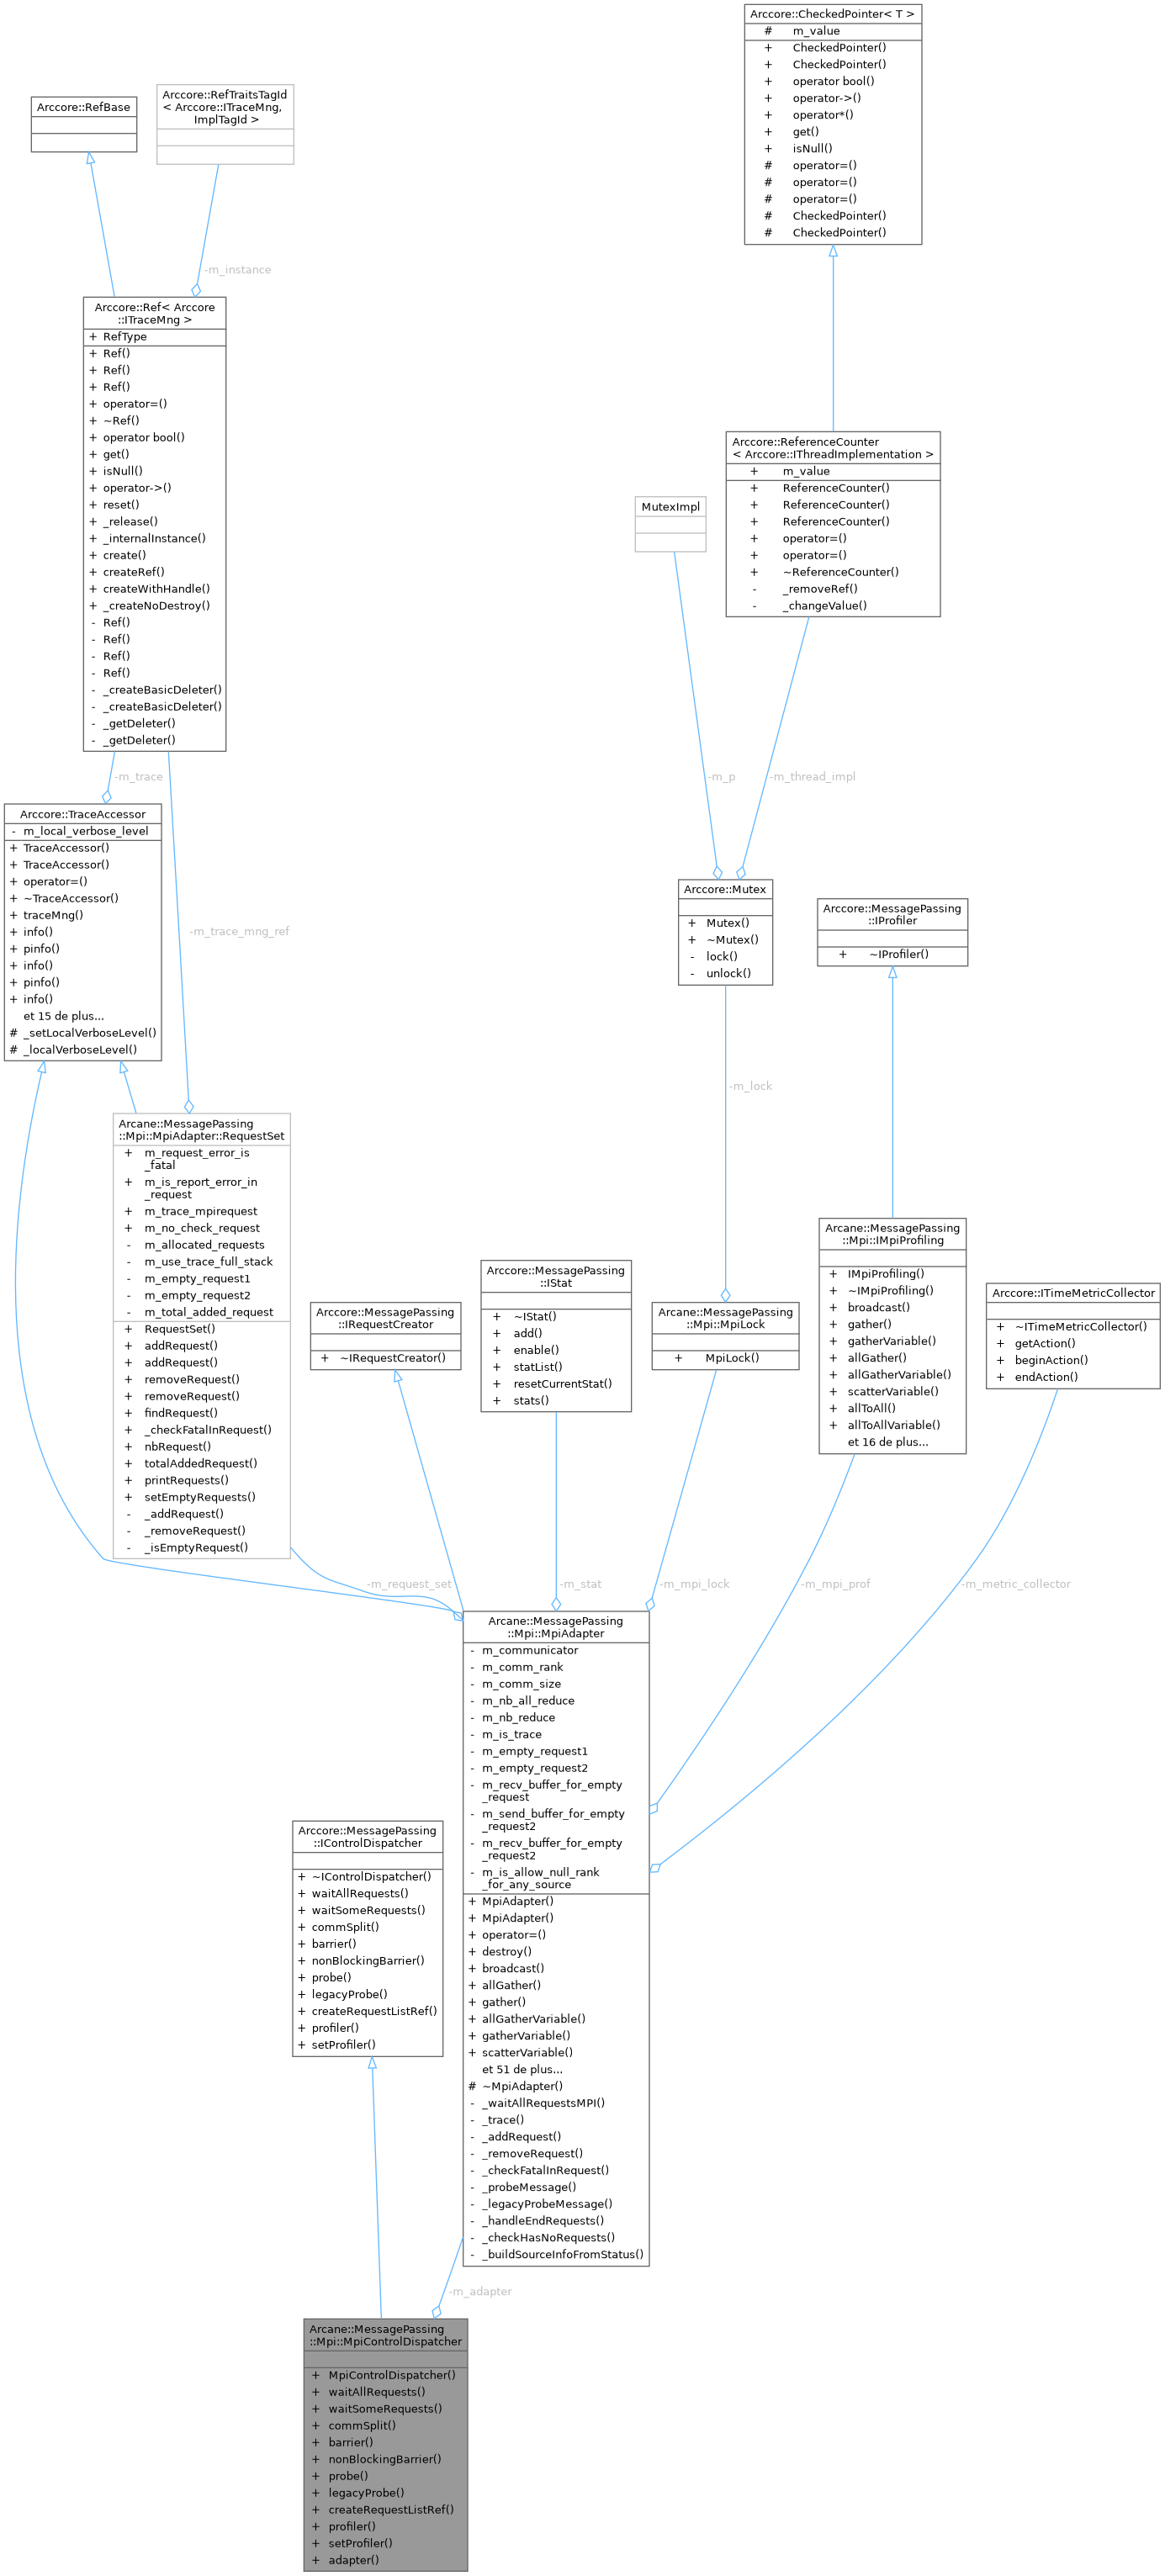 Arccore::CheckedPointer< T >
# m_value
+ CheckedPointer()
+ CheckedPointer()
+ operator bool()
+ operator->()
+ operator*()
+ get()
+ isNull()
# operator=()
# operator=()
# operator=()
# CheckedPointer()
# CheckedPointer()
Arccore::RefBase
Arccore::RefTraitsTagId
< Arccore::ITraceMng,
ImplTagId >
-m_instance
Arccore::Ref< Arccore
::ITraceMng >
+ RefType
+ Ref()
+ Ref()
+ Ref()
+ operator=()
+ ~Ref()
+ operator bool()
+ get()
+ isNull()
+ operator->()
+ reset()
+ _release()
+ _internalInstance()
+ create()
+ createRef()
+ createWithHandle()
+ _createNoDestroy()
- Ref()
- Ref()
- Ref()
- Ref()
- _createBasicDeleter()
- _createBasicDeleter()
- _getDeleter()
- _getDeleter()
Arccore::ReferenceCounter
< Arccore::IThreadImplementation >
+ m_value
+ ReferenceCounter()
+ ReferenceCounter()
+ ReferenceCounter()
+ operator=()
+ operator=()
+ ~ReferenceCounter()
- _removeRef()
- _changeValue()
MutexImpl
-m_trace
-m_p
-m_thread_impl
Arccore::TraceAccessor
- m_local_verbose_level
+ TraceAccessor()
+ TraceAccessor()
+ operator=()
+ ~TraceAccessor()
+ traceMng()
+ info()
+ pinfo()
+ info()
+ pinfo()
+ info()
et 15 de plus...
# _setLocalVerboseLevel()
# _localVerboseLevel()
-m_trace_mng_ref
Arccore::Mutex
+ Mutex()
+ ~Mutex()
- lock()
- unlock()
Arccore::MessagePassing
::IProfiler
+ ~IProfiler()
-m_lock
Arcane::MessagePassing
::Mpi::MpiAdapter::RequestSet
+ m_request_error_is
_fatal
+ m_is_report_error_in
_request
+ m_trace_mpirequest
+ m_no_check_request
- m_allocated_requests
- m_use_trace_full_stack
- m_empty_request1
- m_empty_request2
- m_total_added_request
+ RequestSet()
+ addRequest()
+ addRequest()
+ removeRequest()
+ removeRequest()
+ findRequest()
+ _checkFatalInRequest()
+ nbRequest()
+ totalAddedRequest()
+ printRequests()
+ setEmptyRequests()
- _addRequest()
- _removeRequest()
- _isEmptyRequest()
Arccore::MessagePassing
::IRequestCreator
+ ~IRequestCreator()
Arccore::MessagePassing
::IStat
+ ~IStat()
+ add()
+ enable()
+ statList()
+ resetCurrentStat()
+ stats()
Arcane::MessagePassing
::Mpi::MpiLock
+ MpiLock()
Arcane::MessagePassing
::Mpi::IMpiProfiling
+ IMpiProfiling()
+ ~IMpiProfiling()
+ broadcast()
+ gather()
+ gatherVariable()
+ allGather()
+ allGatherVariable()
+ scatterVariable()
+ allToAll()
+ allToAllVariable()
et 16 de plus...
Arccore::ITimeMetricCollector
+ ~ITimeMetricCollector()
+ getAction()
+ beginAction()
+ endAction()
-m_request_set
-m_stat
-m_mpi_lock
-m_mpi_prof
-m_metric_collector
Arcane::MessagePassing
::Mpi::MpiAdapter
- m_communicator
- m_comm_rank
- m_comm_size
- m_nb_all_reduce
- m_nb_reduce
- m_is_trace
- m_empty_request1
- m_empty_request2
- m_recv_buffer_for_empty
_request
- m_send_buffer_for_empty
_request2
- m_recv_buffer_for_empty
_request2
- m_is_allow_null_rank
_for_any_source
+ MpiAdapter()
+ MpiAdapter()
+ operator=()
+ destroy()
+ broadcast()
+ allGather()
+ gather()
+ allGatherVariable()
+ gatherVariable()
+ scatterVariable()
et 51 de plus...
# ~MpiAdapter()
- _waitAllRequestsMPI()
- _trace()
- _addRequest()
- _removeRequest()
- _checkFatalInRequest()
- _probeMessage()
- _legacyProbeMessage()
- _handleEndRequests()
- _checkHasNoRequests()
- _buildSourceInfoFromStatus()
Arccore::MessagePassing
::IControlDispatcher
+ ~IControlDispatcher()
+ waitAllRequests()
+ waitSomeRequests()
+ commSplit()
+ barrier()
+ nonBlockingBarrier()
+ probe()
+ legacyProbe()
+ createRequestListRef()
+ profiler()
+ setProfiler()
-m_adapter
Arcane::MessagePassing
::Mpi::MpiControlDispatcher
+ MpiControlDispatcher()
+ waitAllRequests()
+ waitSomeRequests()
+ commSplit()
+ barrier()
+ nonBlockingBarrier()
+ probe()
+ legacyProbe()
+ createRequestListRef()
+ profiler()
+ setProfiler()
+ adapter()